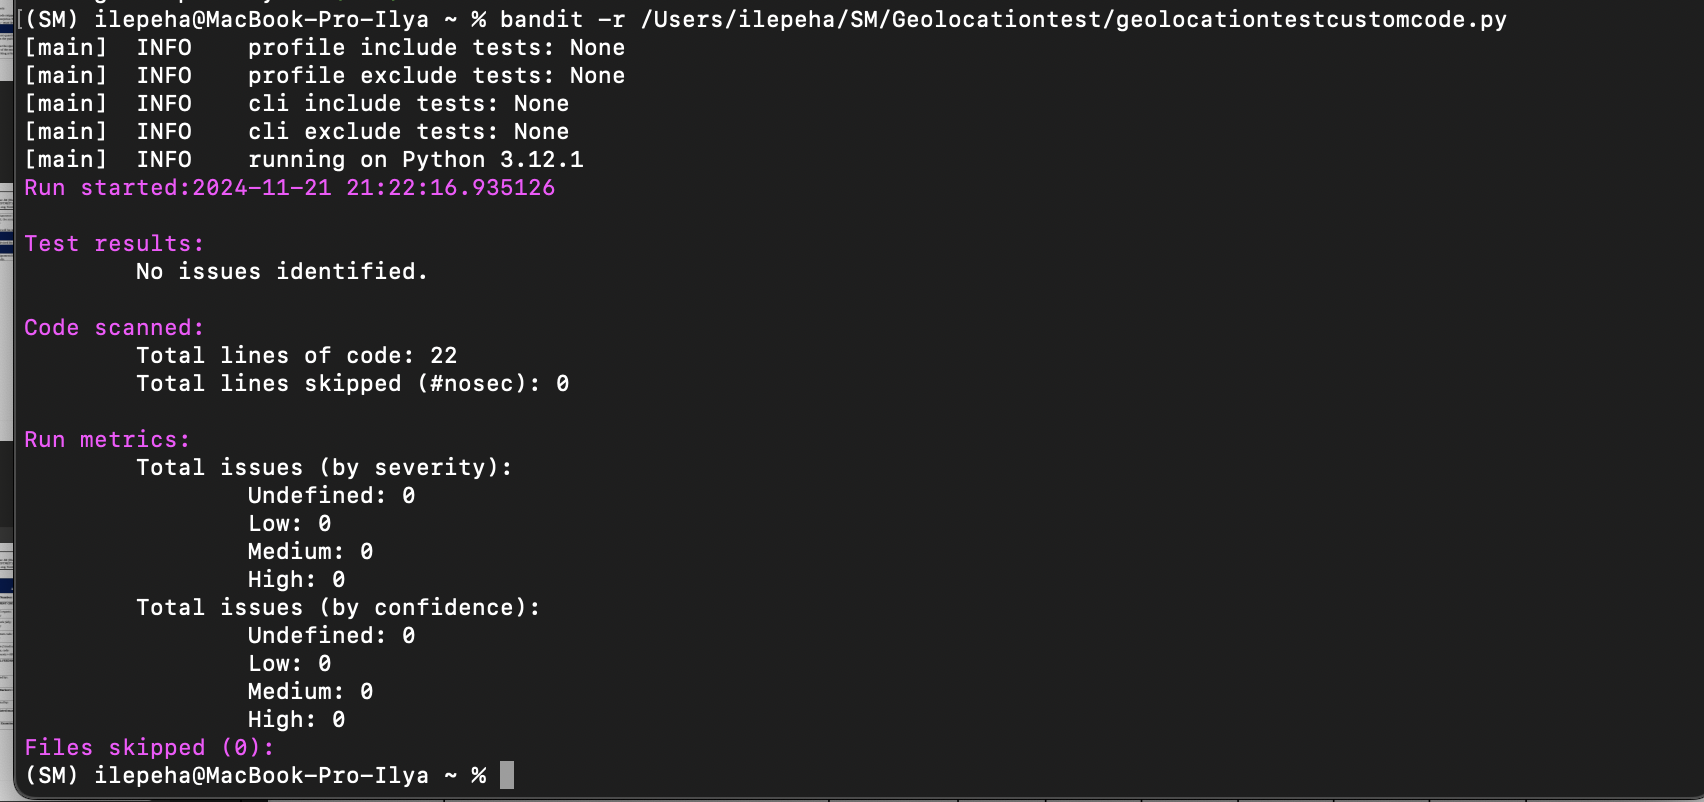 [(SM) ilepeha@MacBook-Pro-Ilya ~ % bandit -r /Users/ilepeha/SM/Geolocationtest/geolocationtestcustomcode.py
[main]  INFO    profile include tests: None
[main]  INFO    profile exclude tests: None
[main]  INFO    cli include tests: None
[main]  INFO    cli exclude tests: None
[main]  INFO    running on Python 3.12.1
Run started:2024-11-21 21:22:16.935126

Test results:
        No issues identified.

Code scanned:
        Total lines of code: 22
        Total lines skipped (#nosec): 0

Run metrics:
        Total issues (by severity):
                Undefined: 0
                Low: 0
                Medium: 0
                High: 0
        Total issues (by confidence):
                Undefined: 0
                Low: 0
                Medium: 0
                High: 0
Files skipped (0):
(SM) ilepeha@MacBook-Pro-Ilya ~ %